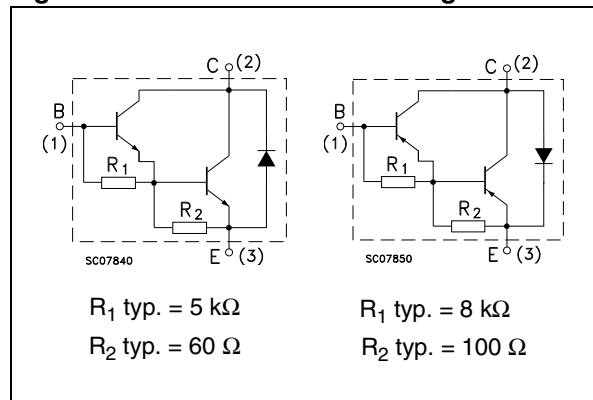 C (2)
B
(1)
R1
R2
SC07840
E (3)
R1 typ. = 5 kΩ
R2 typ. = 60 Ω
C (2)
B
(1)
R1
R2
SC07850
E (3)
R1 typ. = 8 kΩ
R2 typ. = 100 Ω